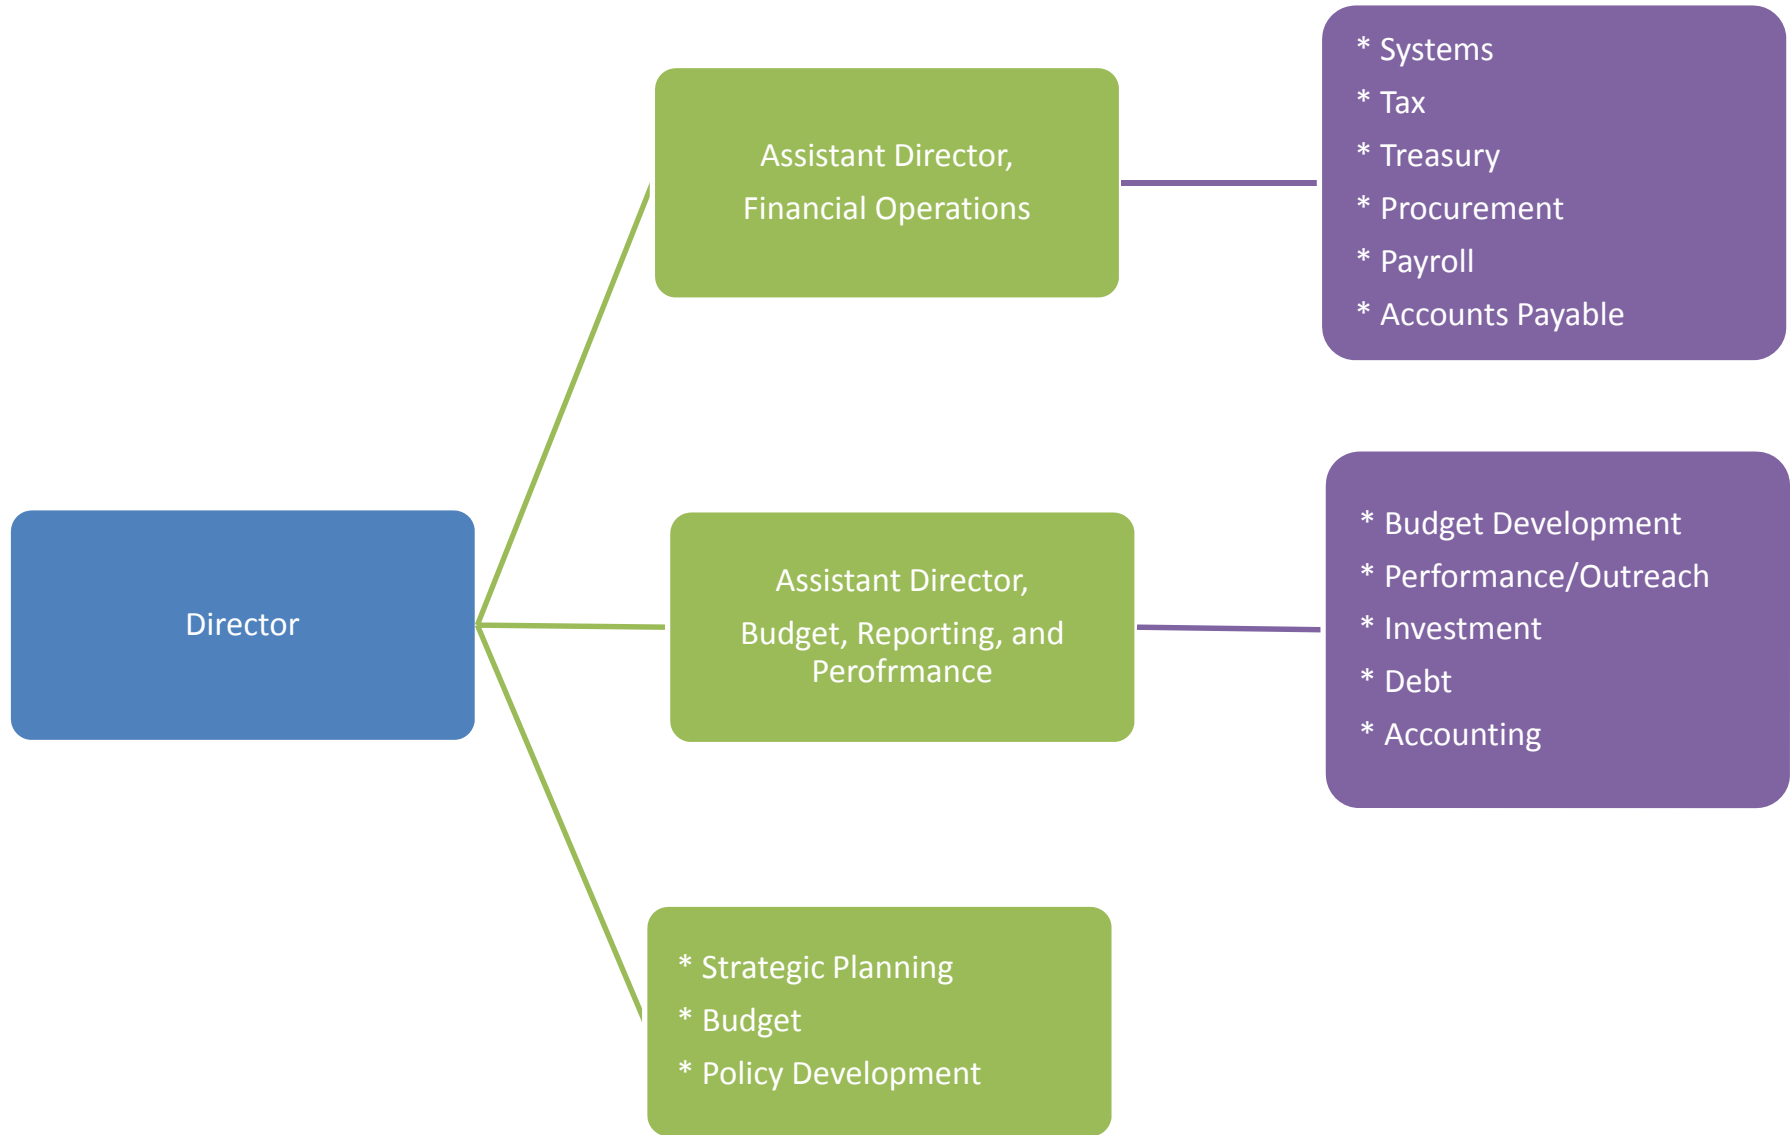 Director
Assistant Director,
Financial Operations
* Systems
* Tax
* Treasury
* Procurement
* Payroll
* Accounts Payable
Assistant Director,
Budget, Reporting, and
Perofrmance
* Budget Development
* Performance/Outreach
* Investment
* Debt
* Accounting
* Strategic Planning
* Budget
* Policy Development